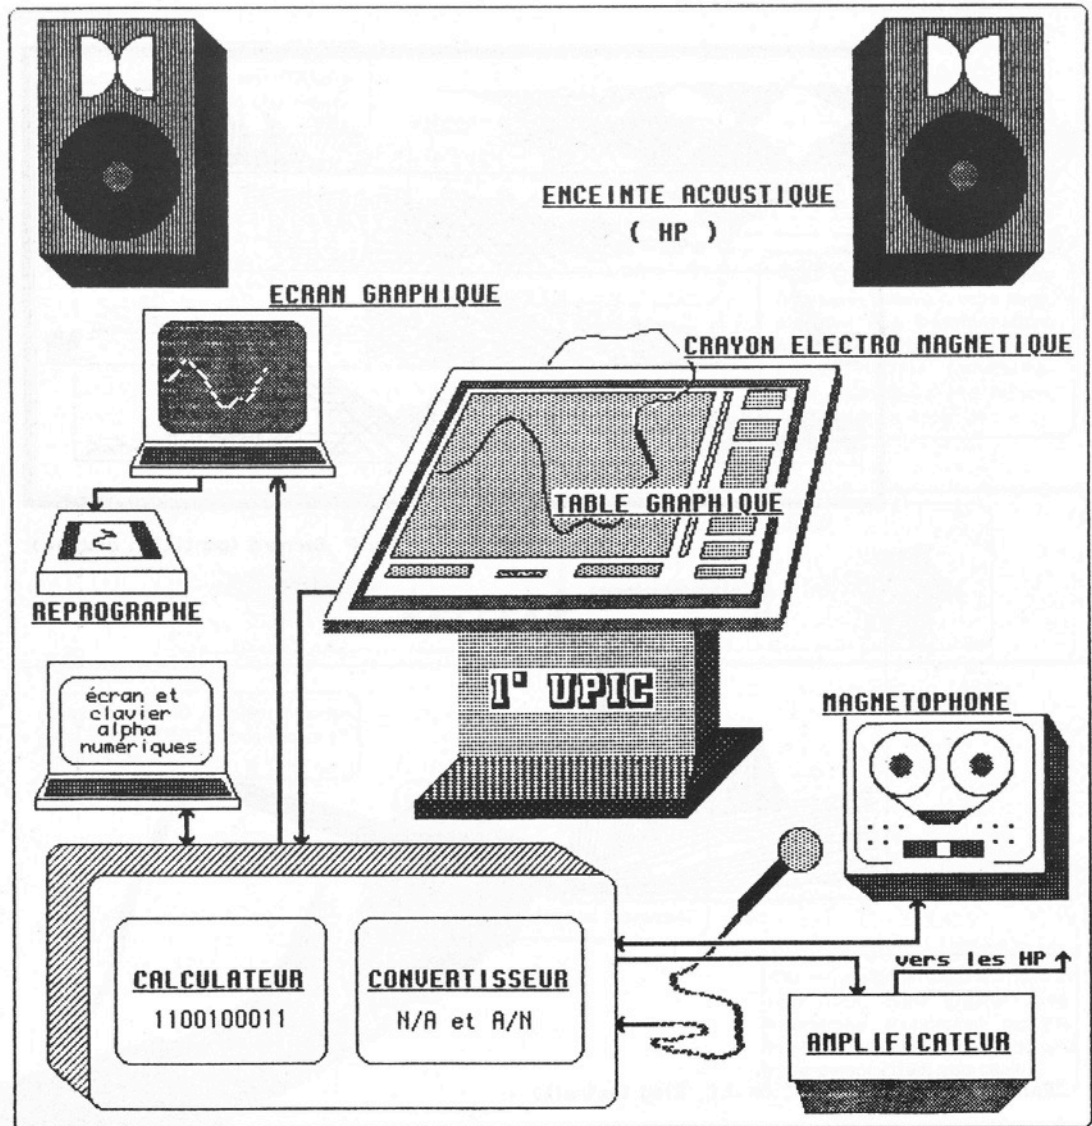 ENCEINTE ACOUSTIQUE
( HP )
ECRAN GRAPHIQUE
CRAYON ELECTRO MAGNETIQUE
TABLE GRAPHIQUE
REPROGRAPHE
l' UPIC
écran et
clavier
alpha
numériques
MAGNETOPHONE
CALCULATEUR
1100100011
CONVERTISSEUR
N/A et A/N
vers les HP
AMPLIFICATEUR